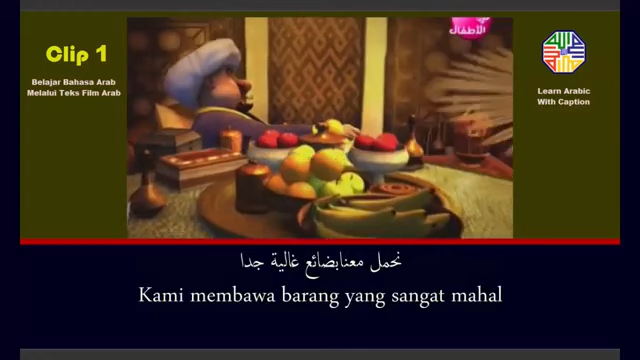 Clip 1
Belajar Bahasa Arab
Melalui Teks Film Arab
الأطفال
Learn Arabic
With Caption
نحمل معنابضائع غالية جدا
Kami membawa barang yang sangat mahal